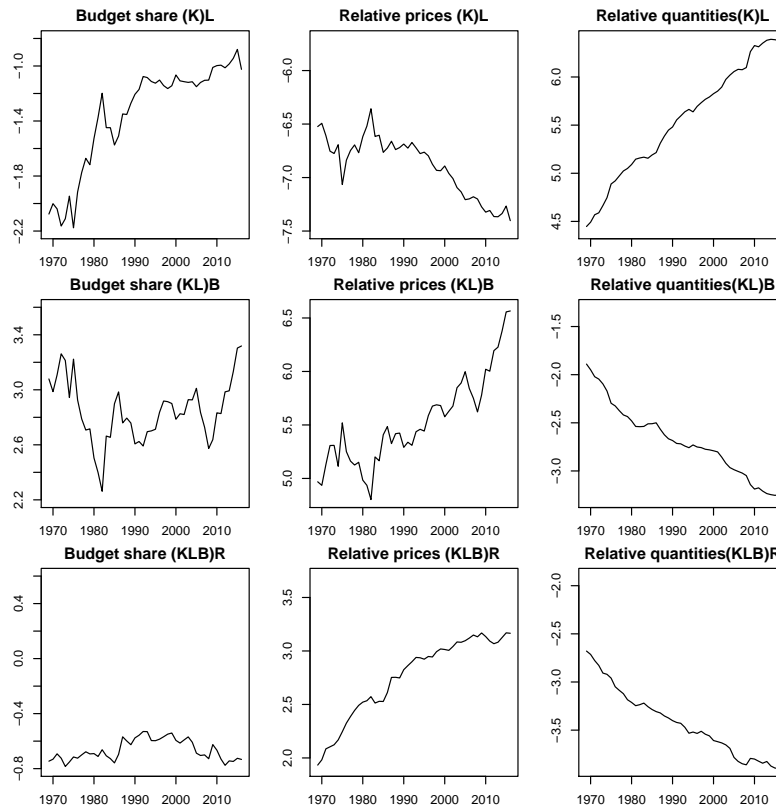 Budget share (K)L
−1.0
−1.4
−1.8
−2.2
1970 1980 1990 2000 2010
Relative prices (K)L
−6.0
−6.5
−7.0
−7.5
1970 1980 1990 2000 2010
Relative quantities(K)L
6.0
5.5
5.0
4.5
1970 1980 1990 2000 2010
Budget share (KL)B
3.4
3.0
2.6
2.2
1970 1980 1990 2000 2010
Relative prices (KL)B
6.5
6.0
5.5
5.0
1970 1980 1990 2000 2010
Relative quantities(KL)B
−1.5
−2.0
−2.5
−3.0
1970 1980 1990 2000 2010
Budget share (KLB)R
0.4
0.0
−0.4
−0.8
1970 1980 1990 2000 2010
Relative prices (KLB)R
3.5
3.0
2.5
2.0
1970 1980 1990 2000 2010
Relative quantities(KLB)R
−2.0
−2.5
−3.0
−3.5
1970 1980 1990 2000 2010